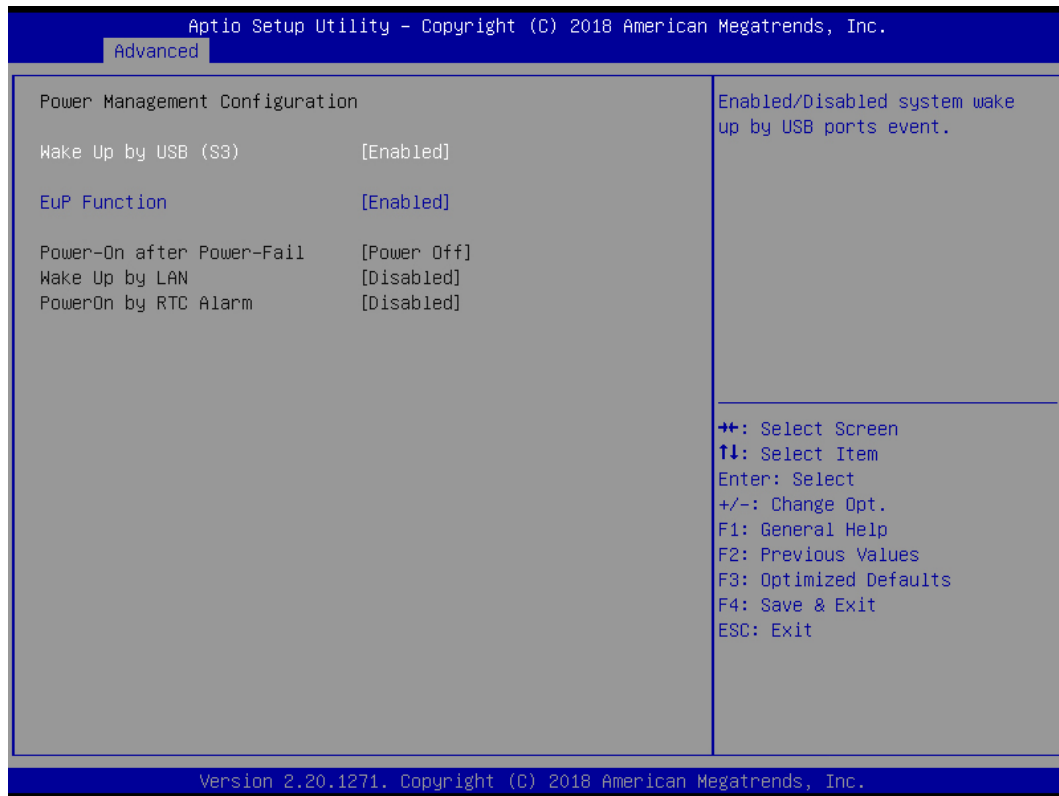 Aptio Setup Utility – Copyright (C) 2018 American Megatrends, Inc.
Advanced
Power Management Configuration
Wake Up by USB (S3) [Enabled]
EuP Function [Enabled]
Power-On after Power-Fail [Power Off]
Wake Up by LAN [Disabled]
PowerOn by RTC Alarm [Disabled]
Enabled/Disabled system wake
up by USB ports event.
→←: Select Screen
↑↓: Select Item
Enter: Select
+/-: Change Opt.
F1: General Help
F2: Previous Values
F3: Optimized Defaults
F4: Save & Exit
ESC: Exit
Version 2.20.1271. Copyright (C) 2018 American Megatrends, Inc.